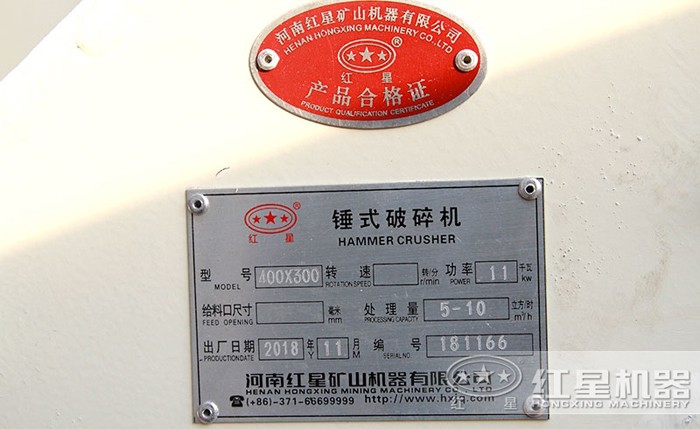 河南红星矿山机器有限公司
HENAN HONGXING MACHINERY CO.,LTD
®
红 星
产品合格证
PRODUCT QUALIFICATION CERTIFICATE
®
红 星
锤式破碎机
HAMMER CRUSHER
型 号 400X300 转 速 转/分 功 率 11 千瓦
MODEL ROTATION SPEED r/min POWER kw
给料口尺寸 毫米 处 理 量 5-10 立方/时
FEED OPENING mm PROCESSING CAPACITY m³/h
出厂日期 2018 年 11 月 编 号 181166
PRODUCTIONDATE Y M SERIALNO
河南红星矿山机器有限公司
HENAN HONGXING MINING MACHINERY CO.,LTD
☎(+86)-371-66699999 http://www.hxjq.com
红星机器
HONGXING MACHINERY
红 星